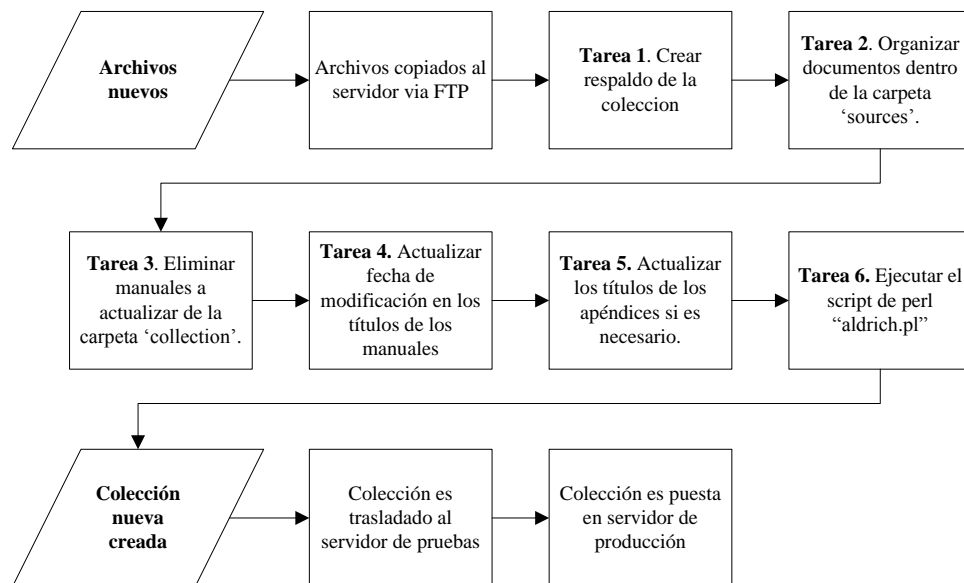 Archivos
nuevos
Archivos copiados al
servidor via FTP
Tarea 1. Crear
respaldo de la
coleccion
Tarea 2. Organizar
documentos dentro
de la carpeta
‘sources’.
Tarea 3. Eliminar
manuales a
actualizar de la
carpeta ‘collection’.
Tarea 4. Actualizar
fecha de
modificación en los
títulos de los
manuales
Tarea 5. Actualizar
los títulos de los
apéndices si es
necesario.
Tarea 6. Ejecutar el
script de perl
“aldrich.pl”
Colección
nueva
creada
Colección es
trasladado al
servidor de pruebas
Colección es puesta
en servidor de
producción